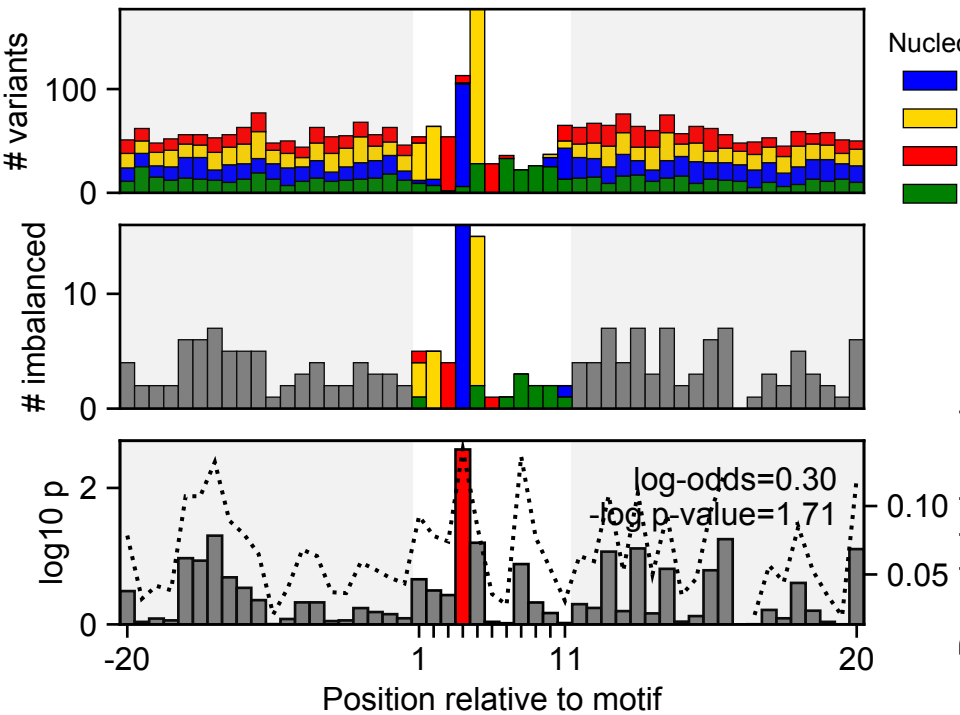 # variants
100
0
Nucleo
# imbalanced
10
0
log10 p
2
0
log-odds=0.30
-log p-value=1.71
0.10
0.05
-20
1
11
20
Position relative to motif